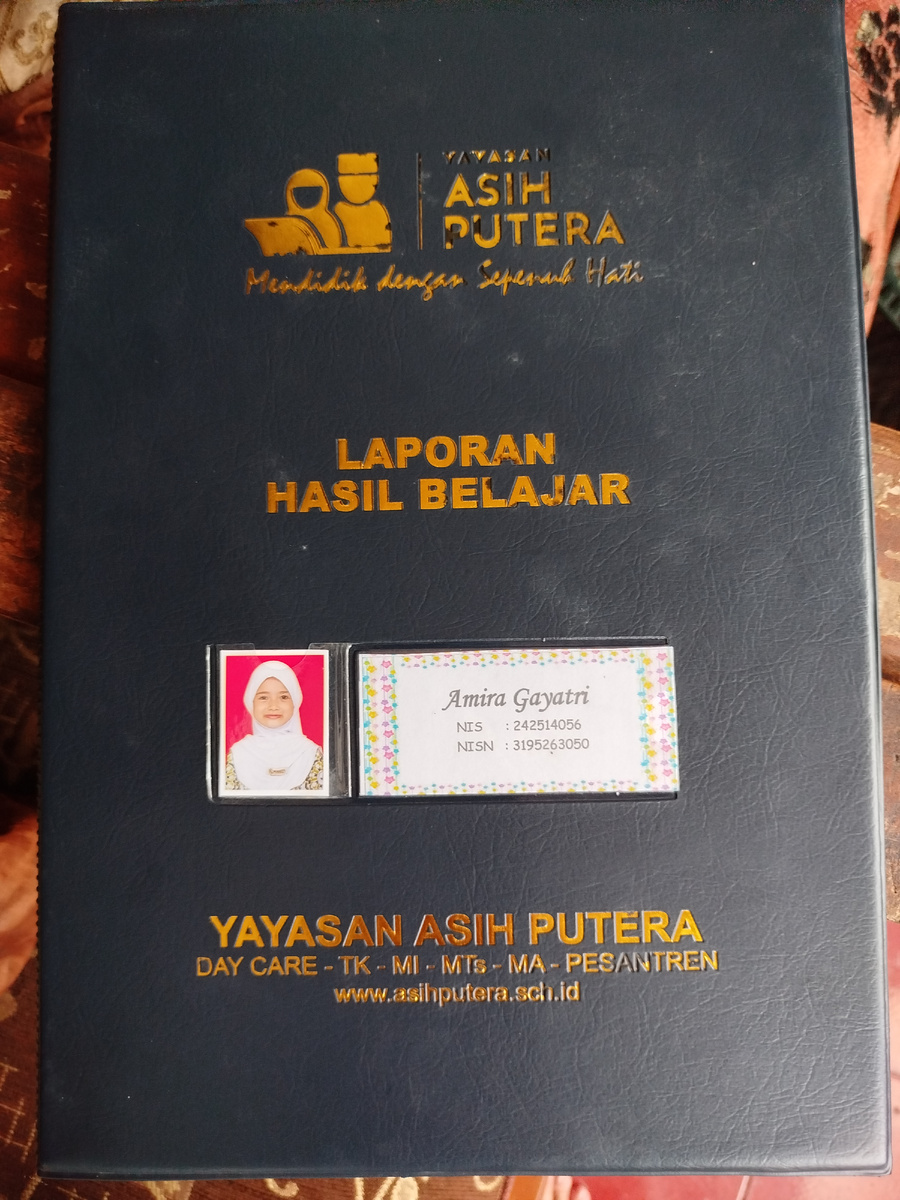 YAYASAN
ASIH
PUTERA
Mendidik dengan Sepenuh Hati
LAPORAN
HASIL BELAJAR
Amira Gayatri
NIS : 242514056
NISN : 3195263050
YAYASAN ASIH PUTERA
DAY CARE - TK - MI - MTs - MA - PESANTREN
www.asihputera.sch.id